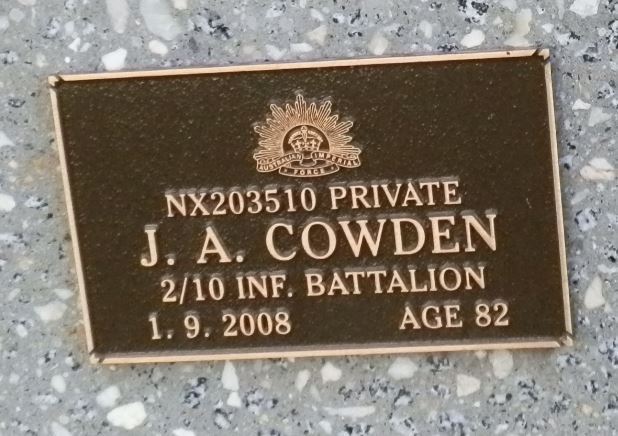 AUSTRALIAN IMPERIAL
FORCE
NX203510 PRIVATE
J. A. COWDEN
2/10 INF. BATTALION
1. 9. 2008 AGE 82